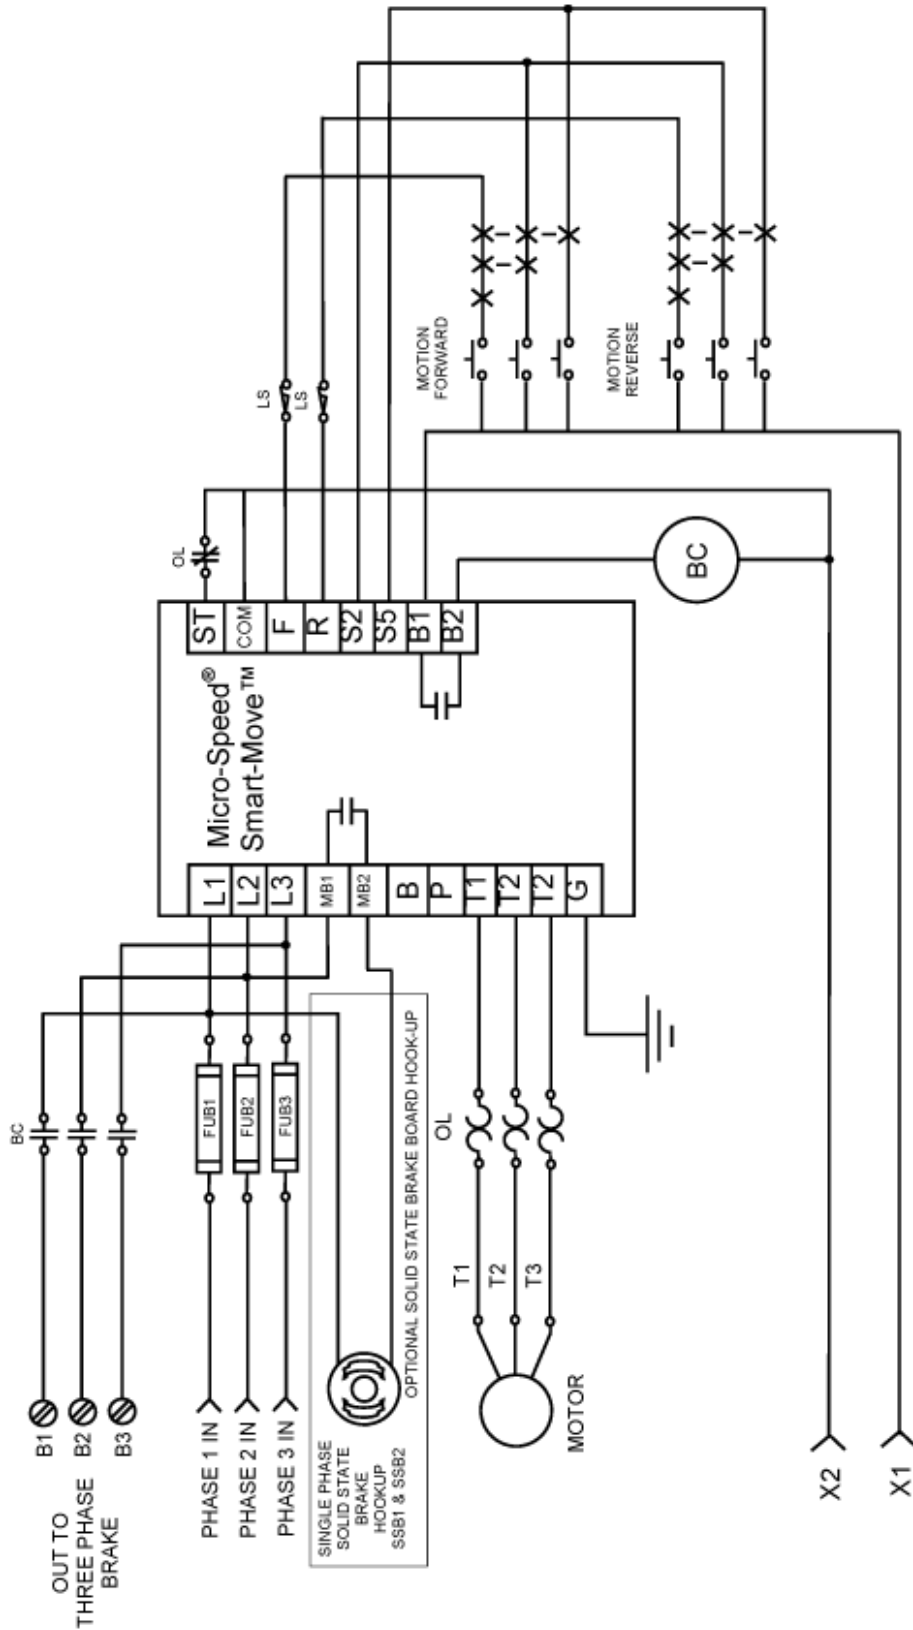 B1
B2
B3
OUT TO
THREE PHASE
BRAKE
BC
PHASE 1 IN
PHASE 2 IN
PHASE 3 IN
FUB1
FUB2
FUB3
SINGLE PHASE
SOLID STATE
BRAKE
HOOKUP
SSB1 & SSB2
OPTIONAL SOLID STATE BRAKE BOARD HOOK-UP
MOTOR
T1
T2
T3
OL
L1
L2
L3
MB1
MB2
B
P
T1
T2
T2
G
Micro-Speed®
Smart-Move™
ST
COM
F
R
S2
S5
B1
B2
OL
LS
LS
MOTION
FORWARD
MOTION
REVERSE
BC
X2
X1